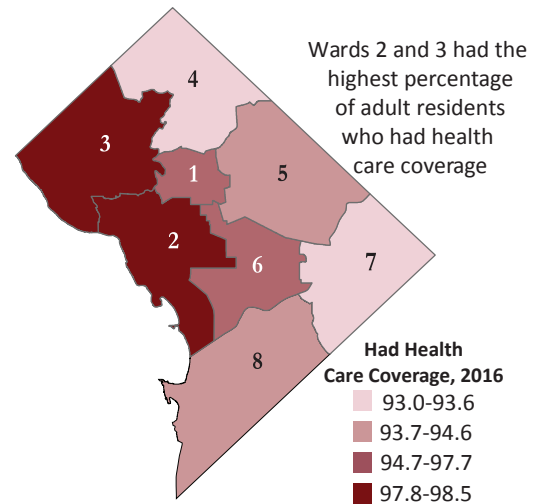 Wards 2 and 3 had the
highest percentage
of adult residents
who had health
care coverage
4
3
1
5
2
6
7
8
Had Health
Care Coverage, 2016
93.0-93.6
93.7-94.6
94.7-97.7
97.8-98.5